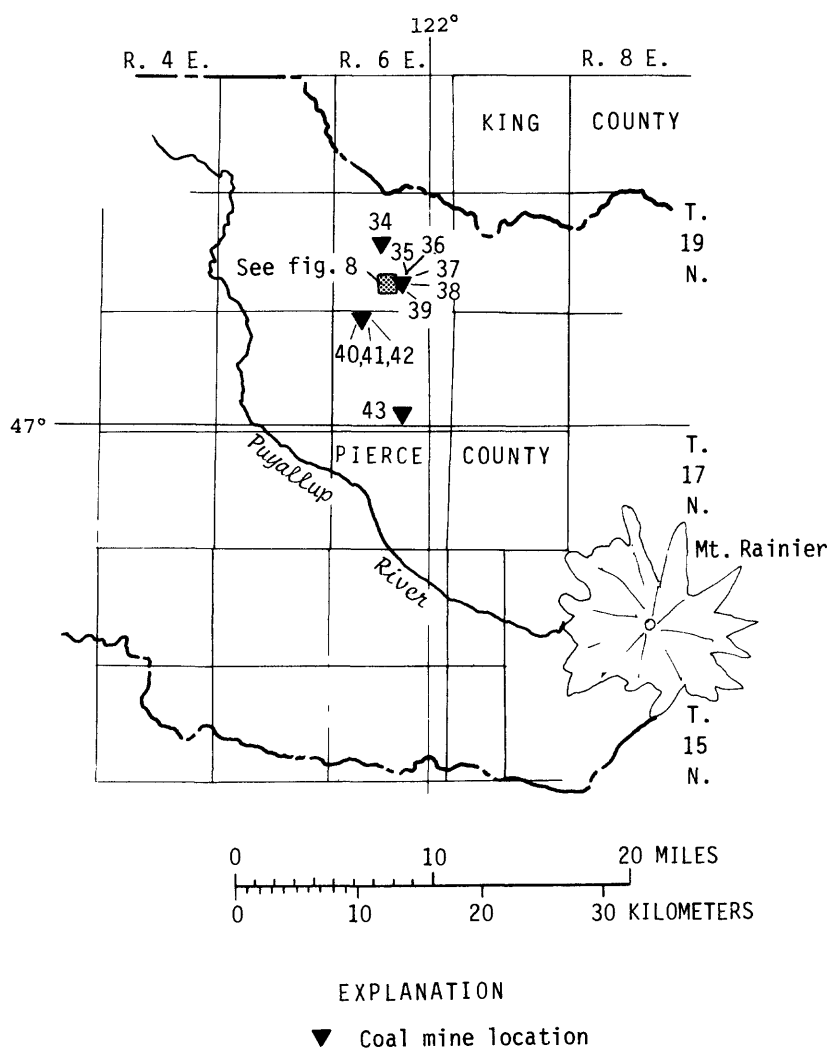 122°
R. 4 E. R. 6 E. R. 8 E.
KING COUNTY
T.
19
N.
34
35 36
37
See fig. 8
38
39
40,41,42
43
47°
PIERCE COUNTY
T.
17
N.
Puyallup
River
Mt. Rainier
T.
15
N.
0 10 20 MILES
0 10 20 30 KILOMETERS
EXPLANATION
Coal mine location